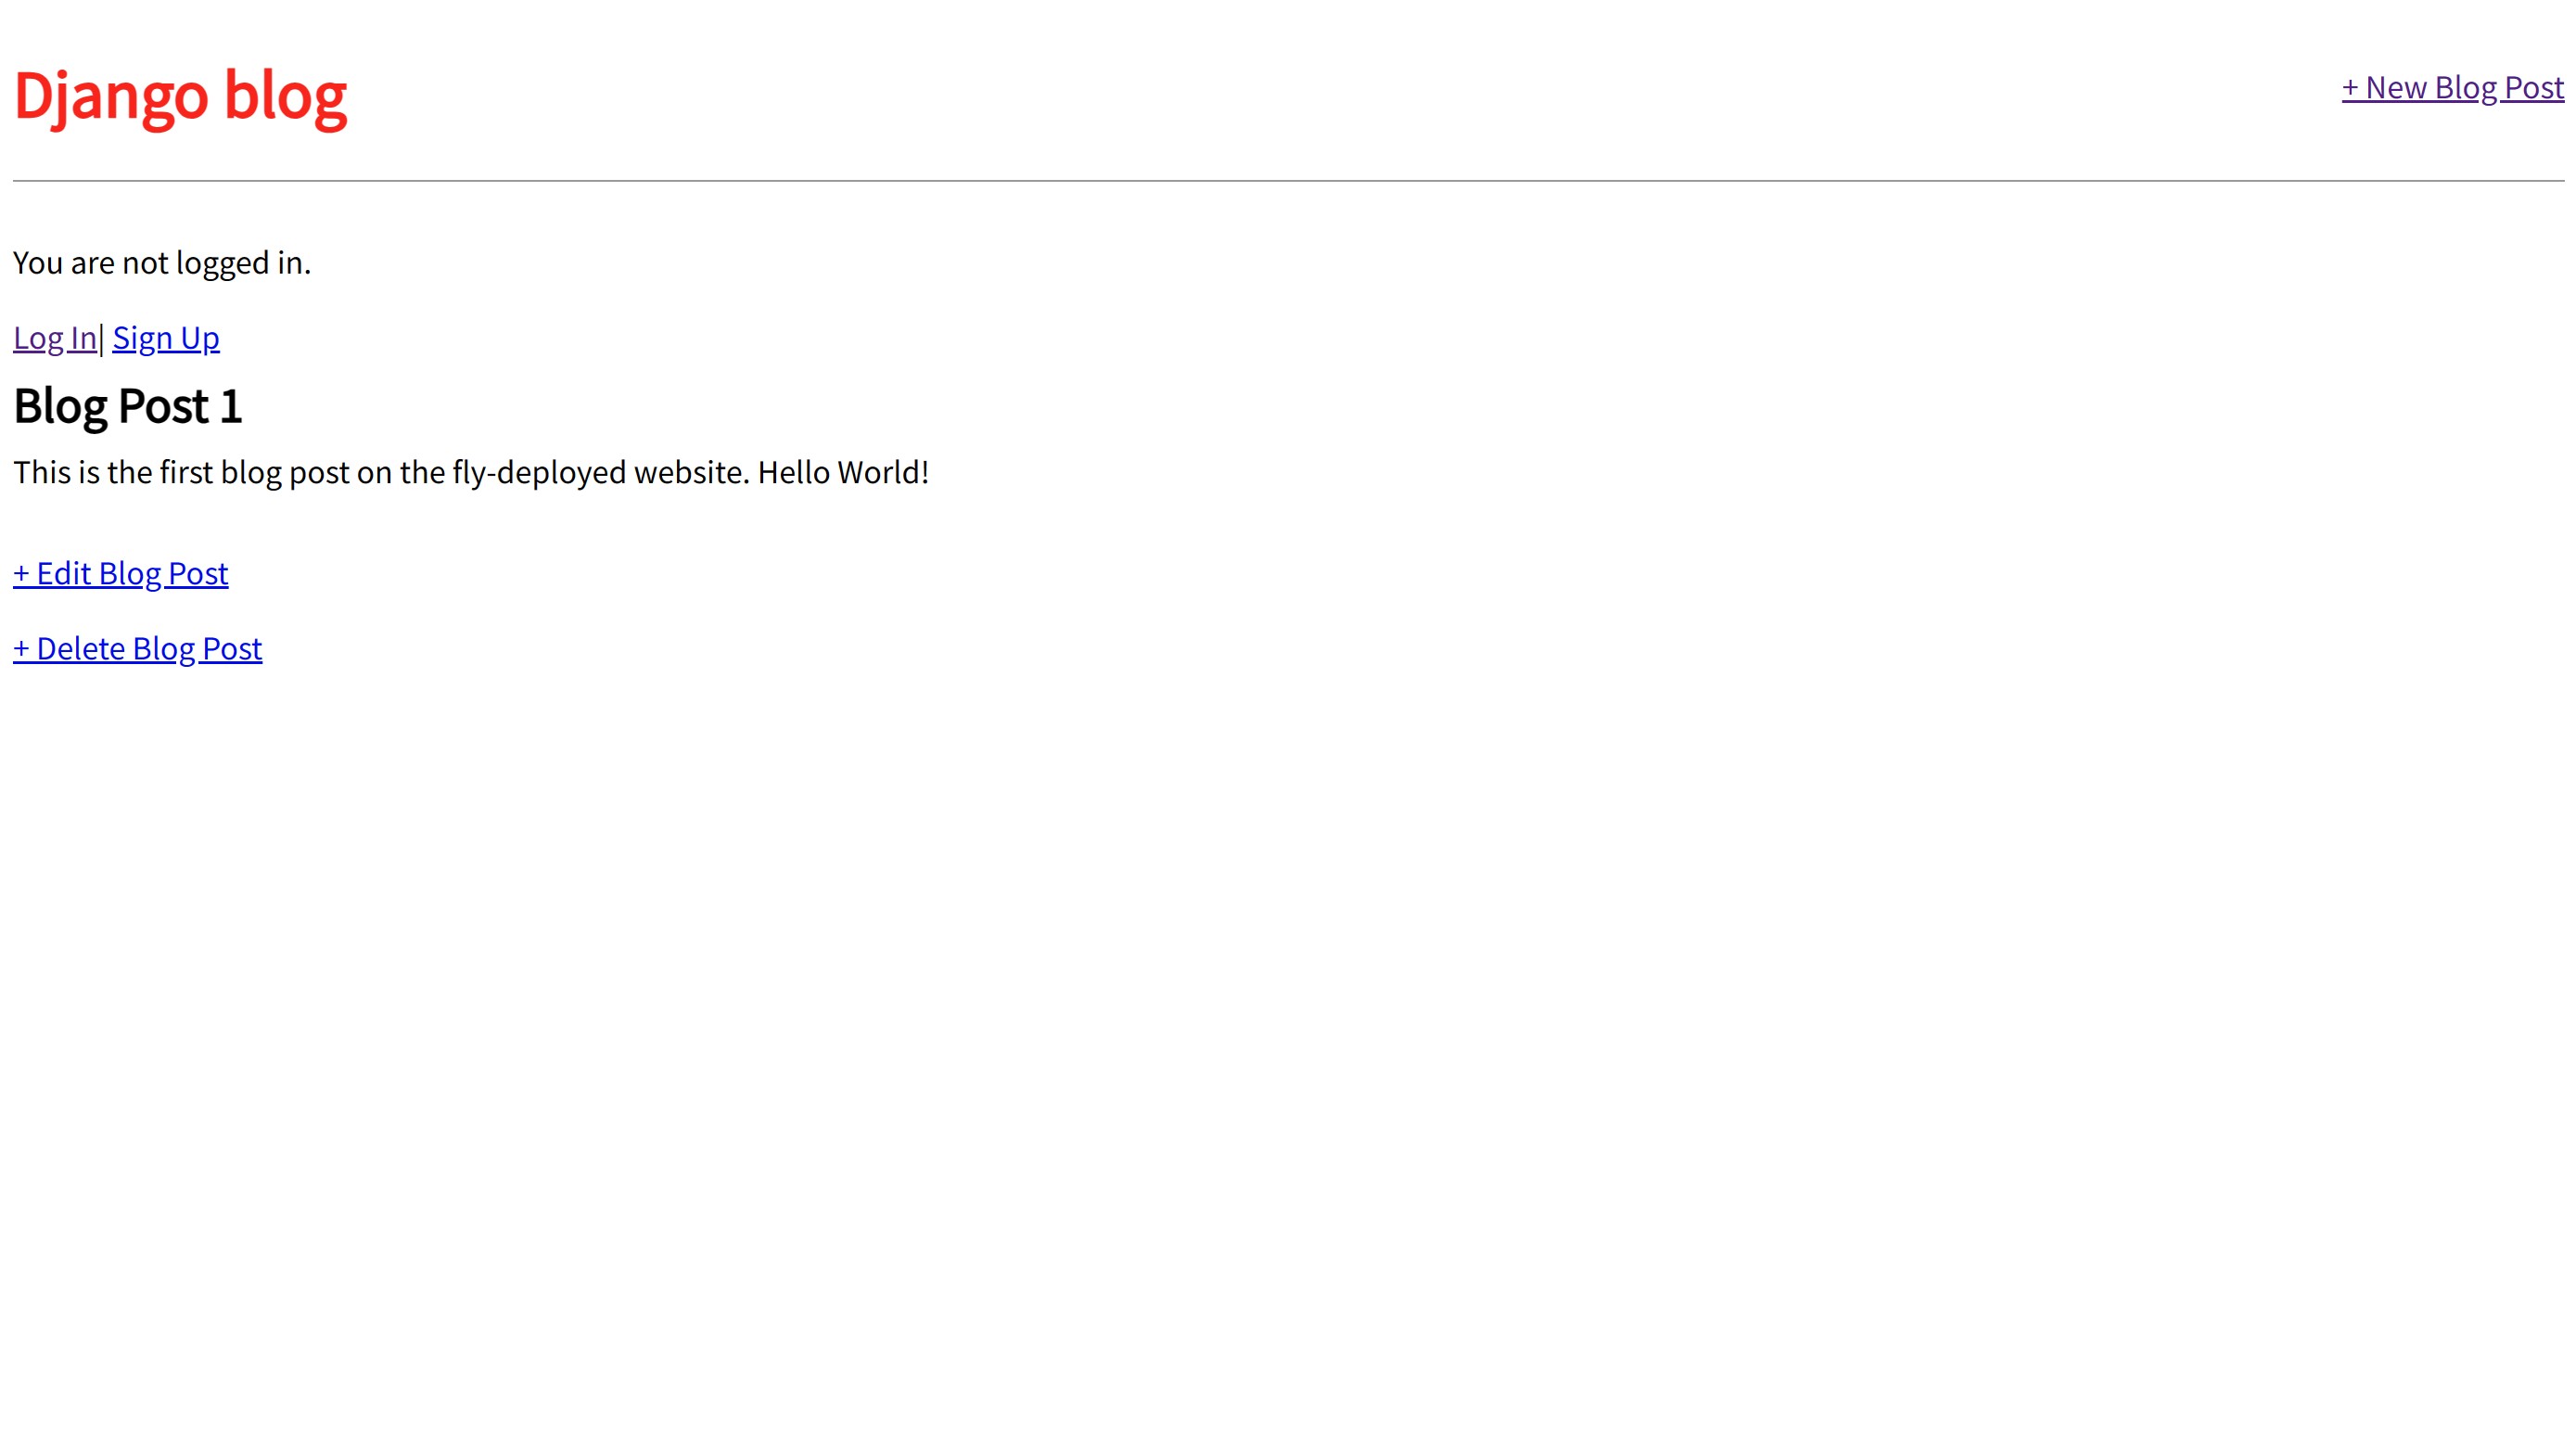 Django blog
+ New Blog Post
You are not logged in.
Log In| Sign Up
Blog Post 1
This is the first blog post on the fly-deployed website. Hello World!
+ Edit Blog Post
+ Delete Blog Post